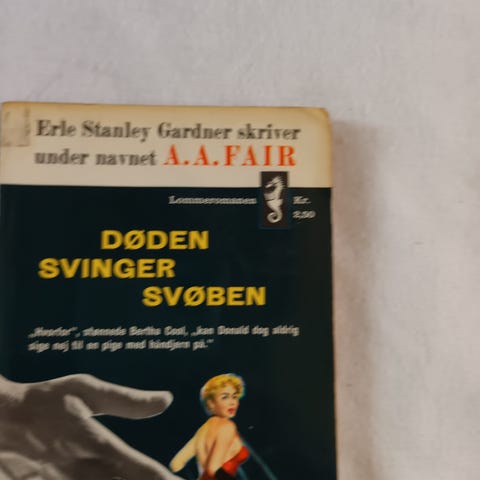 Erle Stanley Gardner skriver
under navnet A.A.FAIR
Lommeromanen Kr.
2,50
DØDEN
SVINGER
SVØBEN
„Hvorfor", stønnede Bertha Cool, „kan Donald dog aldrig
sige nej til en pige med håndjern på."